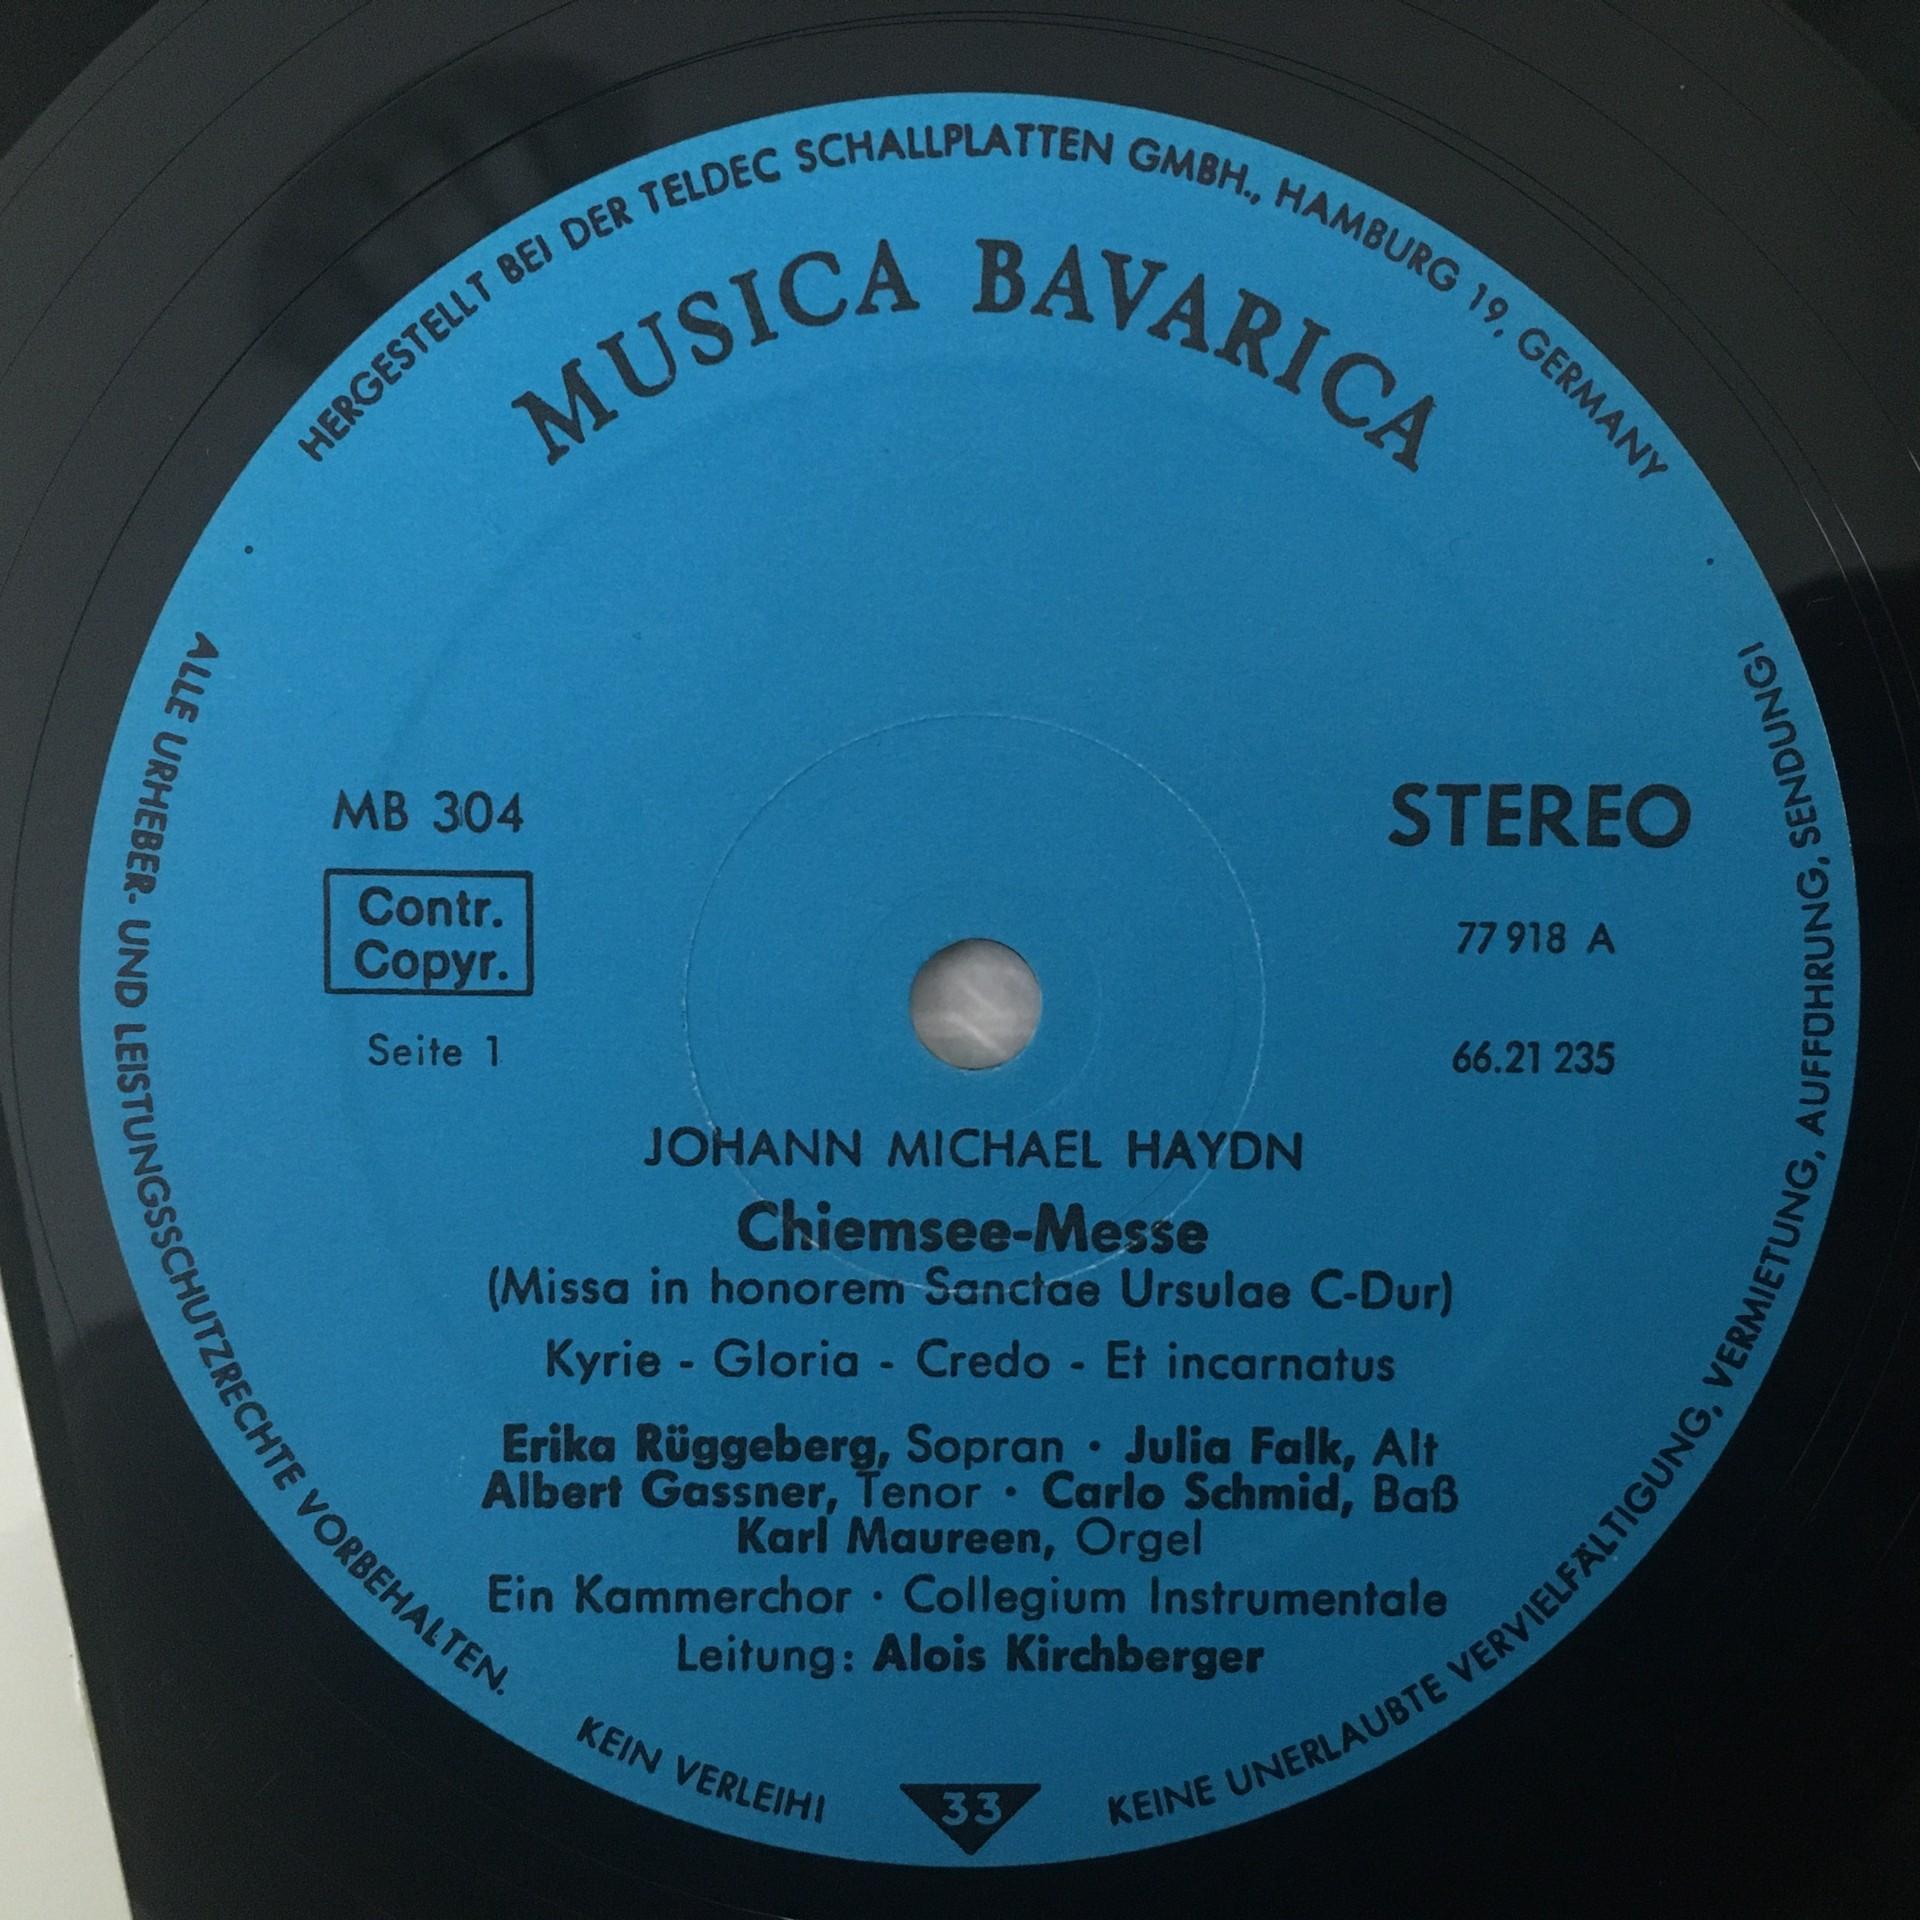 HERGESTELLT BEI DER TELDEC SCHALLPLATTEN GMBH., HAMBURG 19, GERMANY
MUSICA BAVARICA
MB 304
Contr.
Copyr.
Seite 1
STEREO
77 918 A
66.21 235
JOHANN MICHAEL HAYDN
Chiemsee-Messe
(Missa in honorem Sanctae Ursulae C-Dur)
Kyrie - Gloria - Credo - Et incarnatus
Erika Rüggeberg, Sopran · Julia Falk, Alt
Albert Gassner, Tenor · Carlo Schmid, Baß
Karl Maureen, Orgel
Ein Kammerchor · Collegium Instrumentale
Leitung: Alois Kirchberger
ALLE URHEBER- UND LEISTUNGSSCHUTZRECHTE VORBEHALTEN.
KEIN VERLEIH!
33
KEINE UNERLAUBTE VERVIELFÄLTIGUNG, VERMIETUNG, AUFFÜHRUNG, SENDUNG!